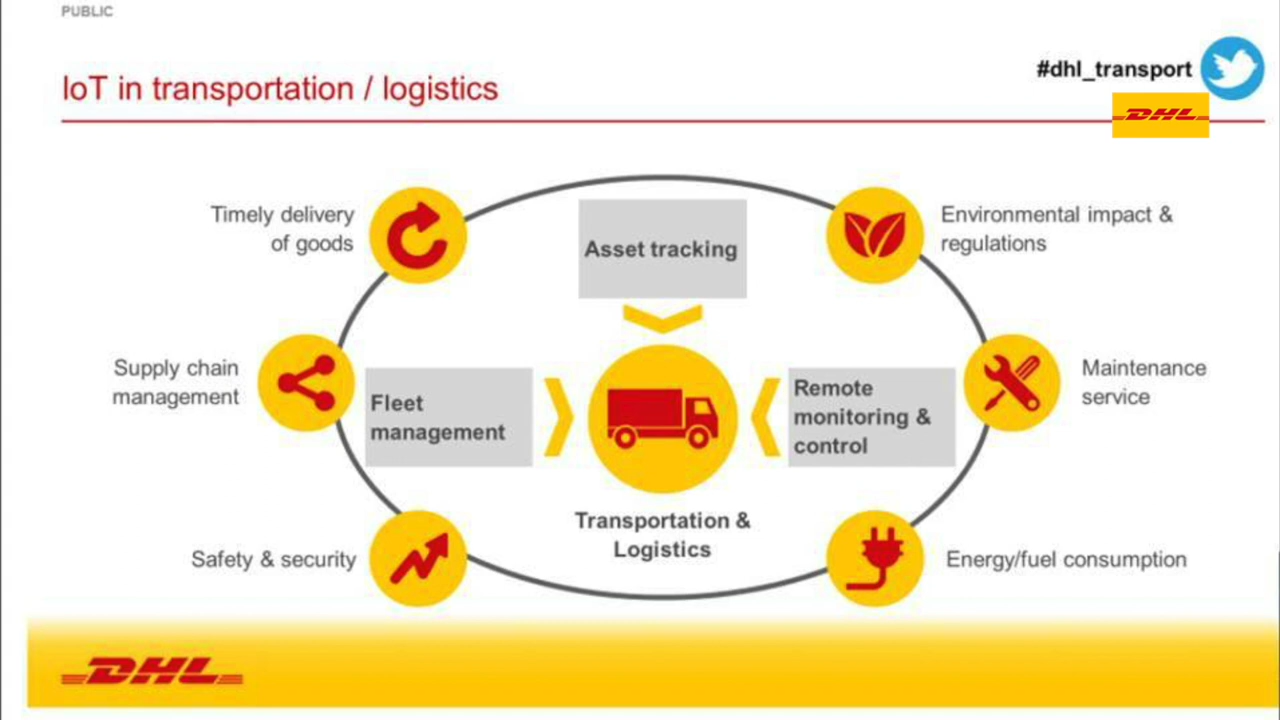 PUBLIC
IoT in transportation / logistics
#dhl_transport
DHL
Timely delivery
of goods
Asset tracking
Environmental impact &
regulations
Supply chain
management
Fleet
management
Remote
monitoring &
control
Maintenance
service
Transportation &
Logistics
Safety & security
Energy/fuel consumption
DHL